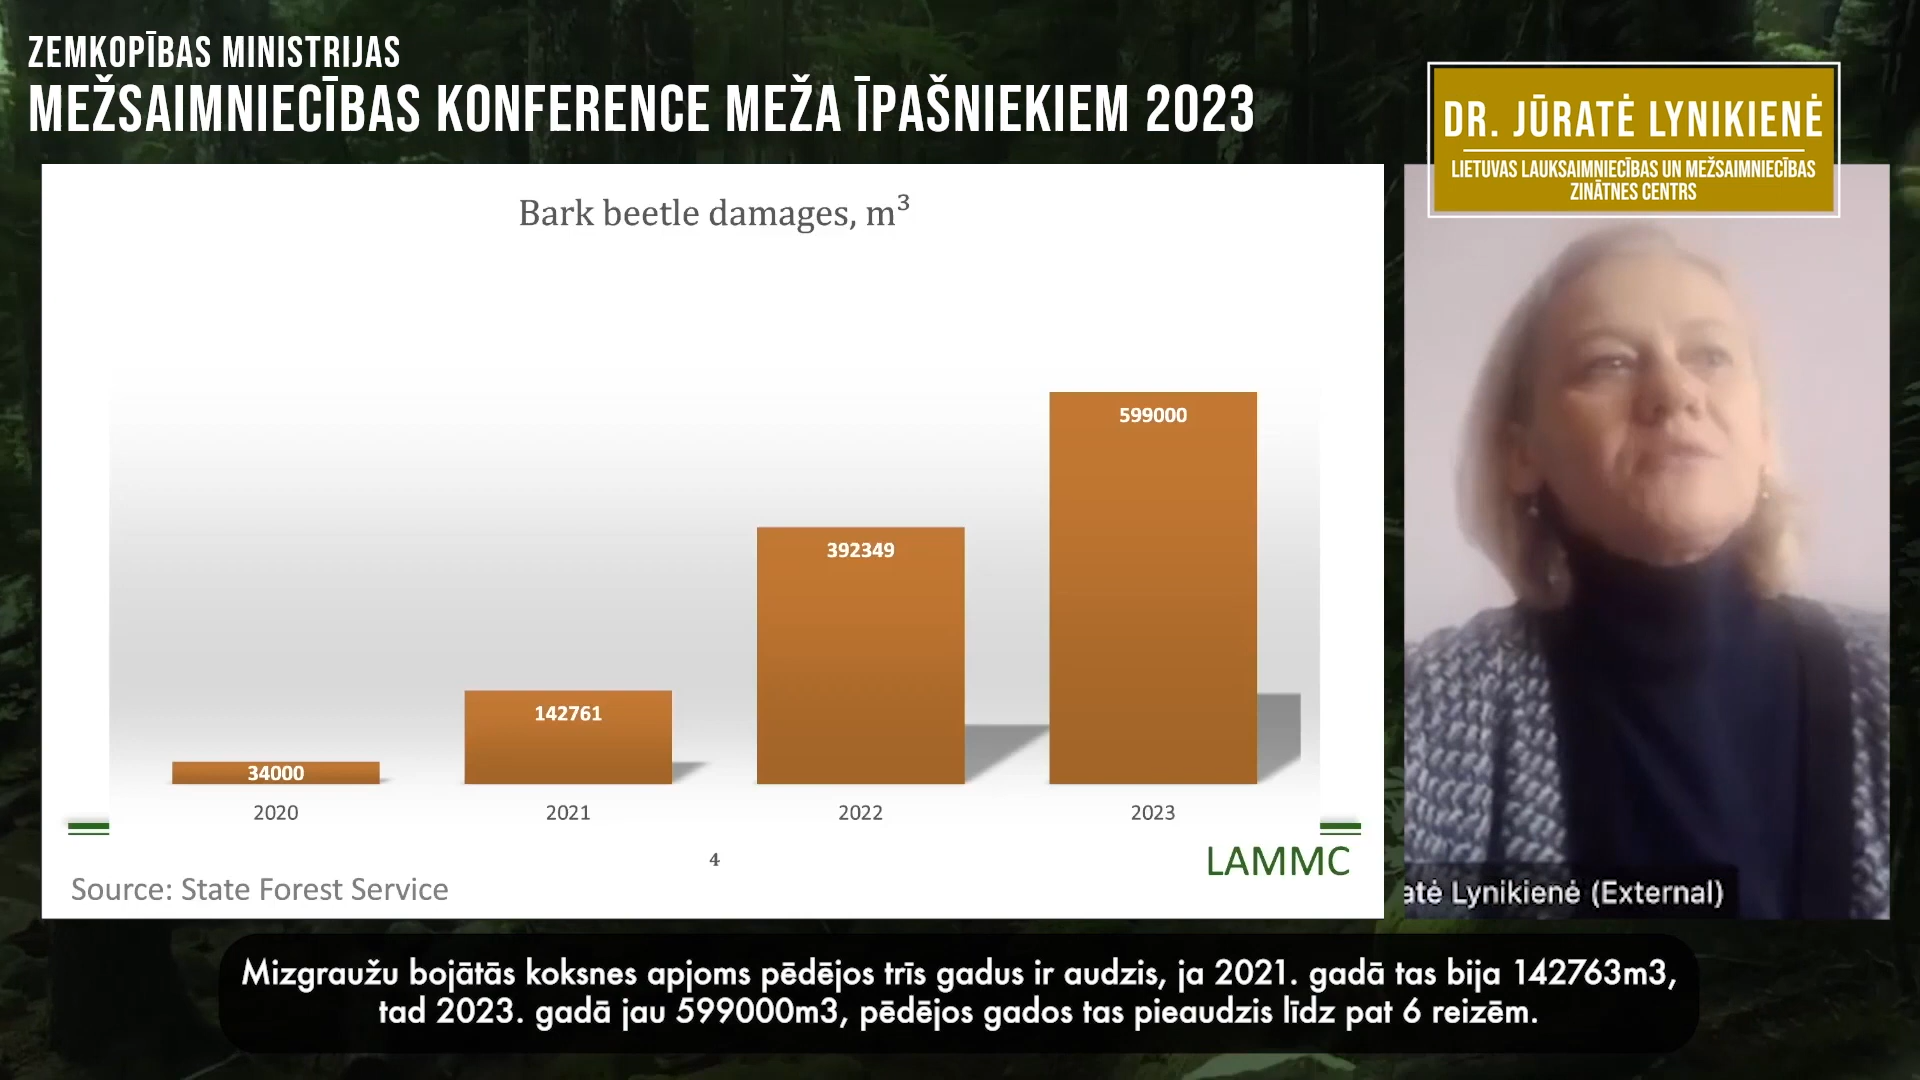 ZEMKOPĪBAS MINISTRIJAS
MEŽSAIMNIECĪBAS KONFERENCE MEŽA ĪPAŠNIEKIEM 2023
DR. JŪRATĖ LYNIKIENĖ
LIETUVAS LAUKSAIMNIECĪBAS UN MEŽSAIMNIECĪBAS
ZINĀTNES CENTRS
Bark beetle damages, m³
599000
392349
142761
34000
2020
2021
2022
2023
4
LAMMC
Source: State Forest Service
atė Lynikienė (External)
Mizgraužu bojātās koksnes apjoms pēdējos trīs gadus ir audzis, ja 2021. gadā tas bija 142763m3,
tad 2023. gadā jau 599000m3, pēdējos gados tas pieaudzis līdz pat 6 reizēm.